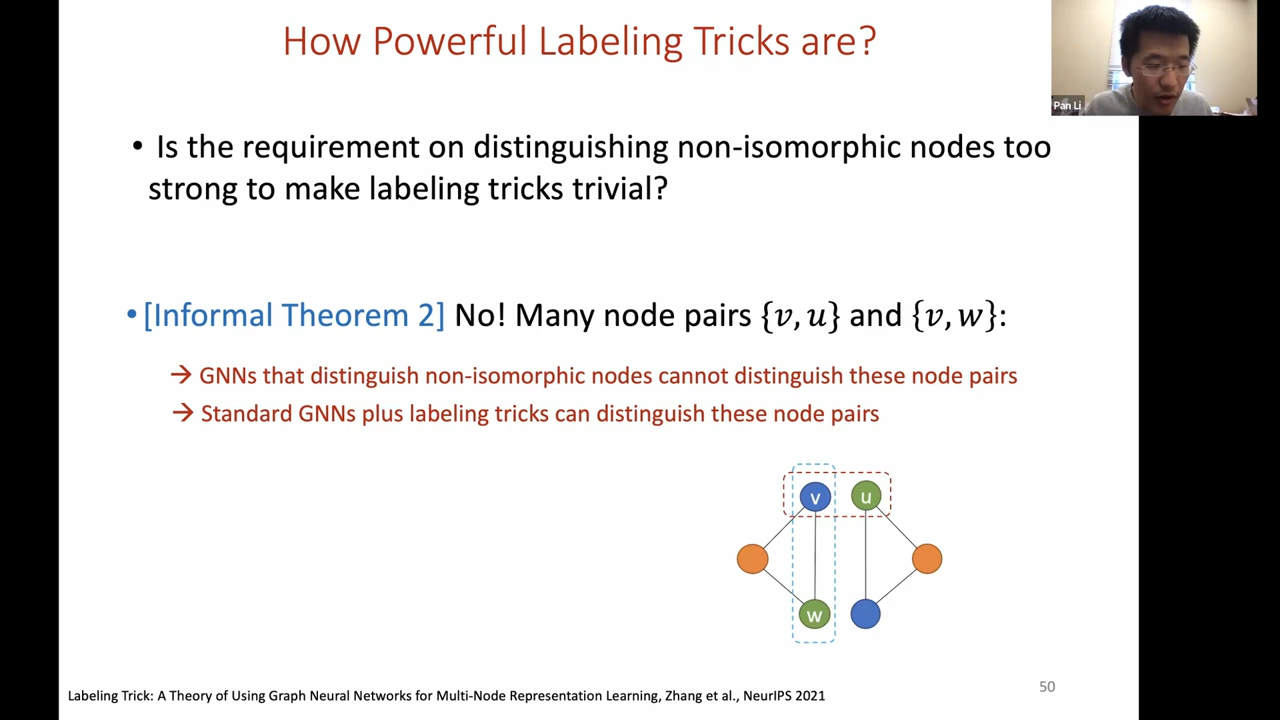 How Powerful Labeling Tricks are?
Pan Li
• Is the requirement on distinguishing non-isomorphic nodes too
strong to make labeling tricks trivial?
• [Informal Theorem 2] No! Many node pairs {v, u} and {v, w}:
→ GNNs that distinguish non-isomorphic nodes cannot distinguish these node pairs
→ Standard GNNs plus labeling tricks can distinguish these node pairs
v
u
w
50
Labeling Trick: A Theory of Using Graph Neural Networks for Multi-Node Representation Learning, Zhang et al., NeurIPS 2021